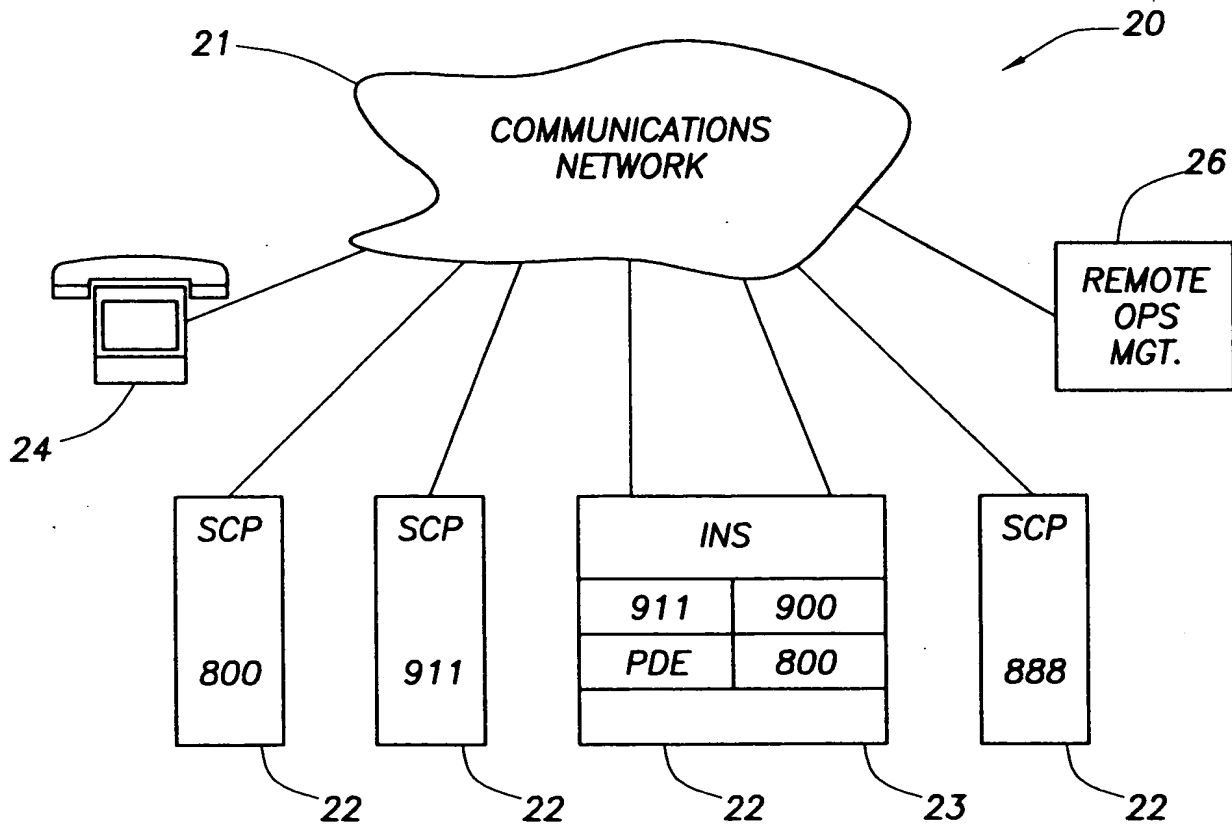 20
21
COMMUNICATIONS
NETWORK
26
REMOTE
OPS
MGT.
24
SCP
800
SCP
911
INS
911 900
PDE 800
SCP
888
22
22
22
23
22